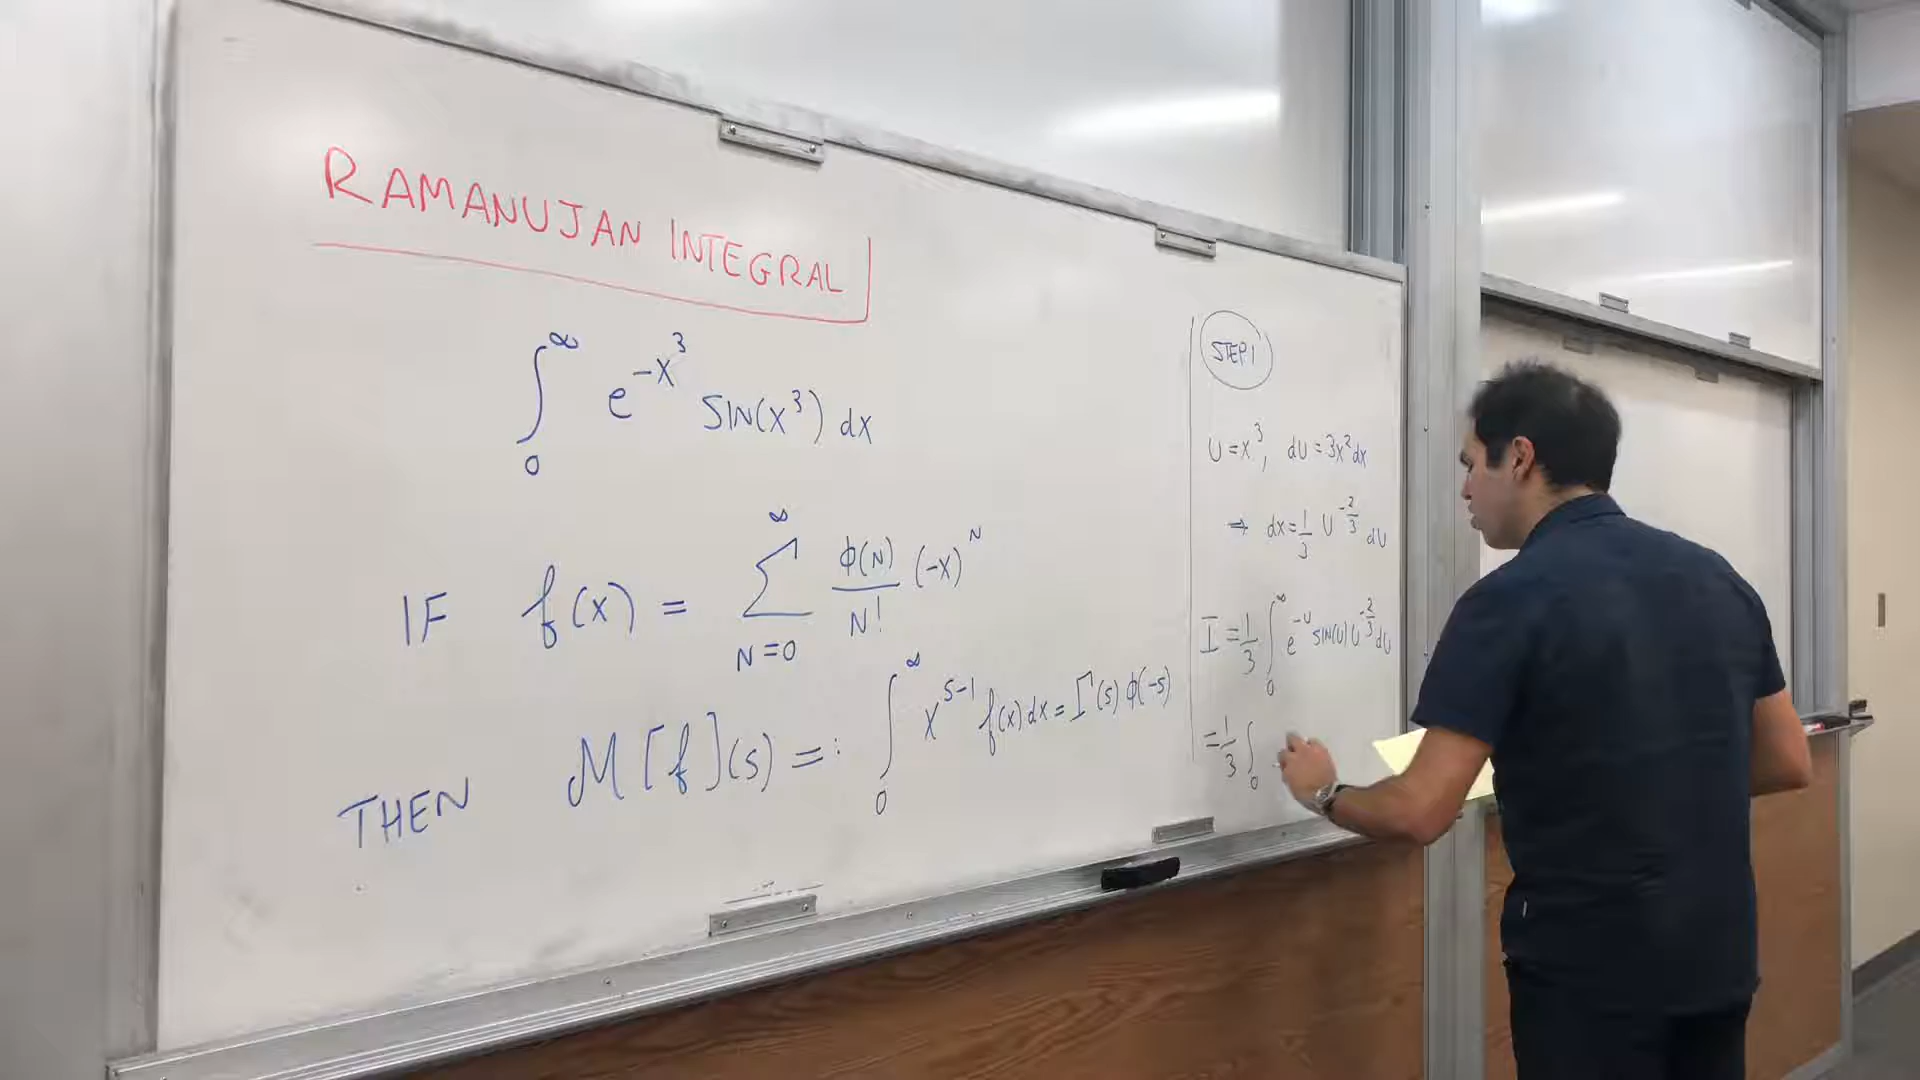 RAMANUJAN INTEGRAL
∫₀^∞ e^(-x³) SIN(x³) dx
IF f(x) = ∑_{N=0}^∞ ϕ(N)/N! (-x)^N
THEN M[f](s) =: ∫₀^∞ x^(s-1) f(x) dx = Γ(s) ϕ(-s)
STEP 1
U = x³, dU = 3x² dx
⇒ dx = 1/3 U^(-2/3) dU
I = 1/3 ∫₀^∞ e^(-U) SIN(U) U^(-2/3) dU
= 1/3 ∫₀